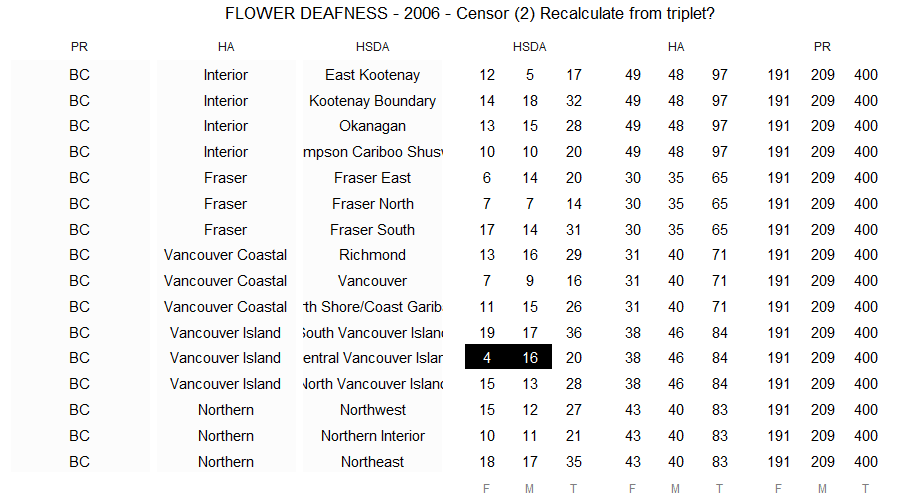 FLOWER DEAFNESS - 2006 - Censor (2) Recalculate from triplet?
PR HA HSDA HSDA HA PR
BC Interior East Kootenay 12 5 17 49 48 97 191 209 400
BC Interior Kootenay Boundary 14 18 32 49 48 97 191 209 400
BC Interior Okanagan 13 15 28 49 48 97 191 209 400
BC Interior mpson Cariboo Shusw 10 10 20 49 48 97 191 209 400
BC Fraser Fraser East 6 14 20 30 35 65 191 209 400
BC Fraser Fraser North 7 7 14 30 35 65 191 209 400
BC Fraser Fraser South 17 14 31 30 35 65 191 209 400
BC Vancouver Coastal Richmond 13 16 29 31 40 71 191 209 400
BC Vancouver Coastal Vancouver 7 9 16 31 40 71 191 209 400
BC Vancouver Coastal rth Shore/Coast Garib 11 15 26 31 40 71 191 209 400
BC Vancouver Island South Vancouver Island 19 17 36 38 46 84 191 209 400
BC Vancouver Island entral Vancouver Islan 4 16 20 38 46 84 191 209 400
BC Vancouver Island North Vancouver Island 15 13 28 38 46 84 191 209 400
BC Northern Northwest 15 12 27 43 40 83 191 209 400
BC Northern Northern Interior 10 11 21 43 40 83 191 209 400
BC Northern Northeast 18 17 35 43 40 83 191 209 400
F M T F M T F M T